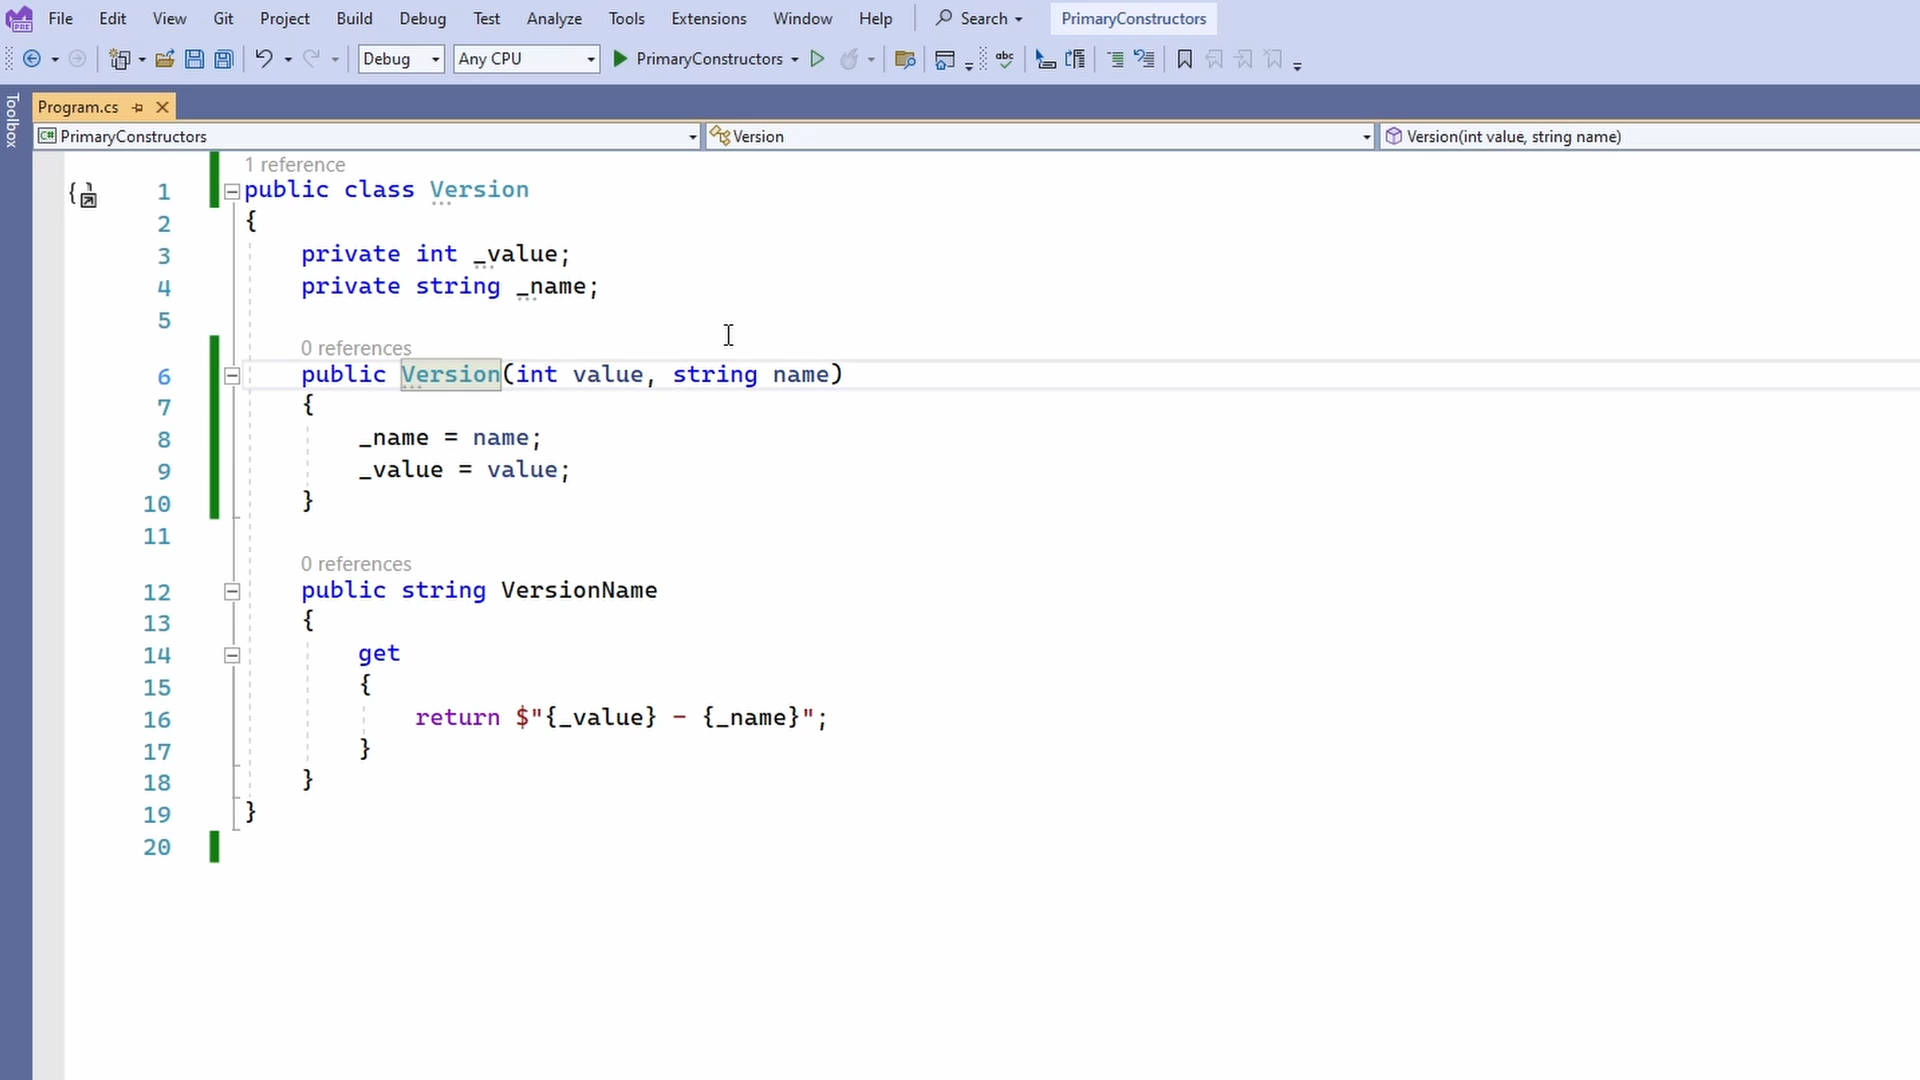 File Edit View Git Project Build Debug Test Analyze Tools Extensions Window Help Search PrimaryConstructors
Debug Any CPU PrimaryConstructors abc
Toolbox
Program.cs
C# PrimaryConstructors Version Version(int value, string name)
1 reference
1 public class Version
2 {
3 private int _value;
4 private string _name;
5
0 references
6 public Version(int value, string name)
7 {
8 _name = name;
9 _value = value;
10 }
11
0 references
12 public string VersionName
13 {
14 get
15 {
16 return $"{_value} - {_name}";
17 }
18 }
19 }
20